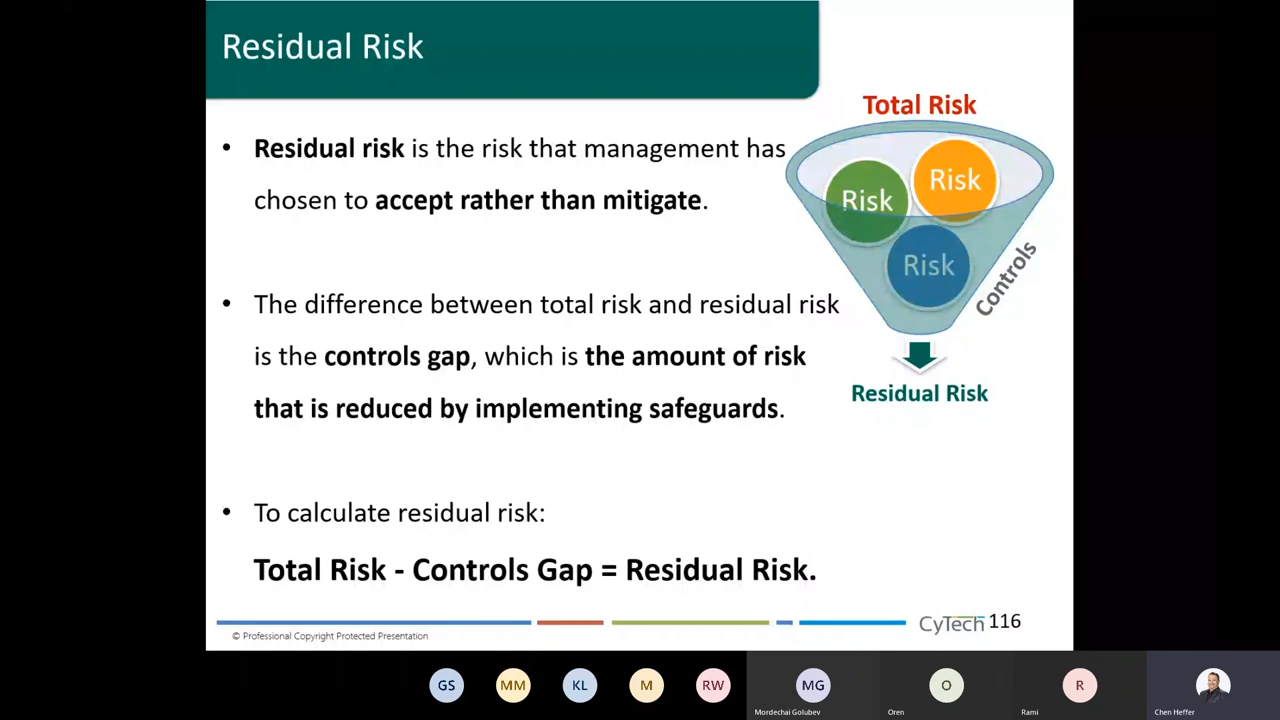 Residual Risk
• Residual risk is the risk that management has
chosen to accept rather than mitigate.
• The difference between total risk and residual risk
is the controls gap, which is the amount of risk
that is reduced by implementing safeguards.
• To calculate residual risk:
Total Risk - Controls Gap = Residual Risk.
Total Risk
Risk
Risk
Risk
Controls
Residual Risk
© Professional Copyright Protected Presentation
CyTech 116
GS
MM
KL
M
RW
MG
O
R
Mordechai Golubev
Oren
Rami
Chen Heffer